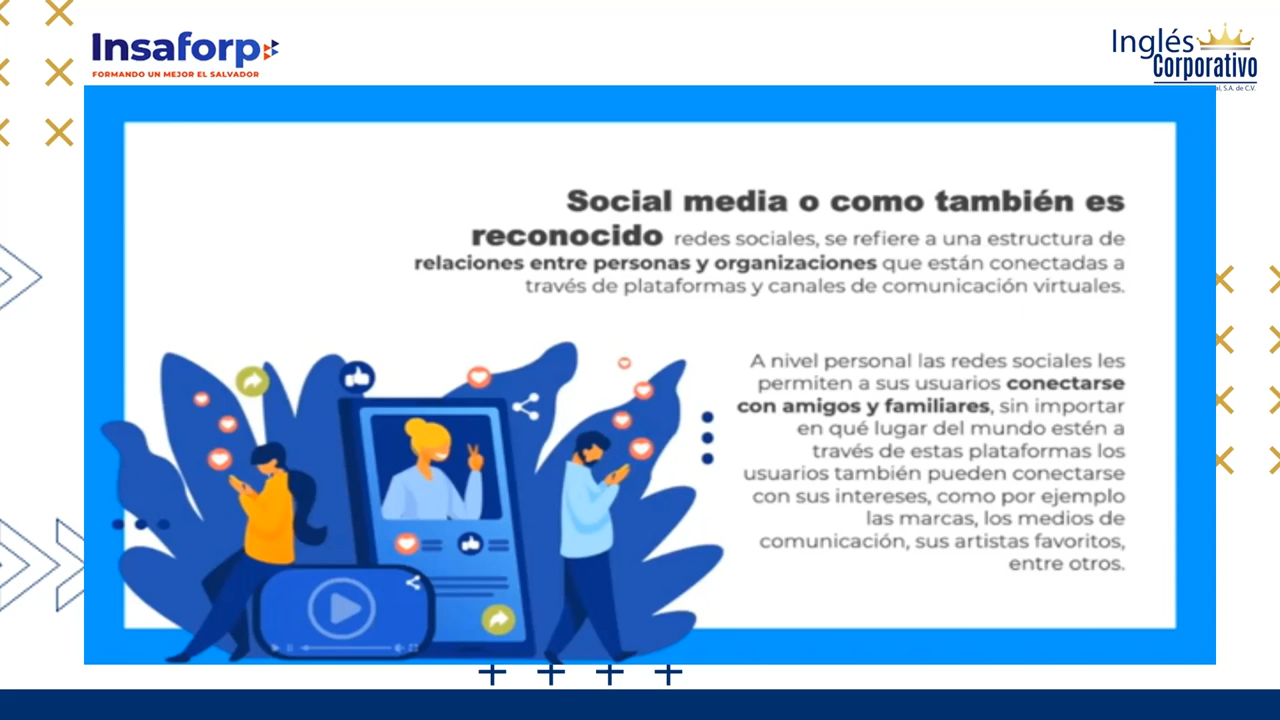 Insaforp
FORMANDO UN MEJOR EL SALVADOR
Inglés
Corporativo
al, S.A. de C.V.
Social media o como también es
reconocido redes sociales, se refiere a una estructura de
relaciones entre personas y organizaciones que están conectadas a
través de plataformas y canales de comunicación virtuales.
A nivel personal las redes sociales les
permiten a sus usuarios conectarse
con amigos y familiares, sin importar
en qué lugar del mundo estén a
través de estas plataformas los
usuarios también pueden conectarse
con sus intereses, como por ejemplo
las marcas, los medios de
comunicación, sus artistas favoritos,
entre otros.